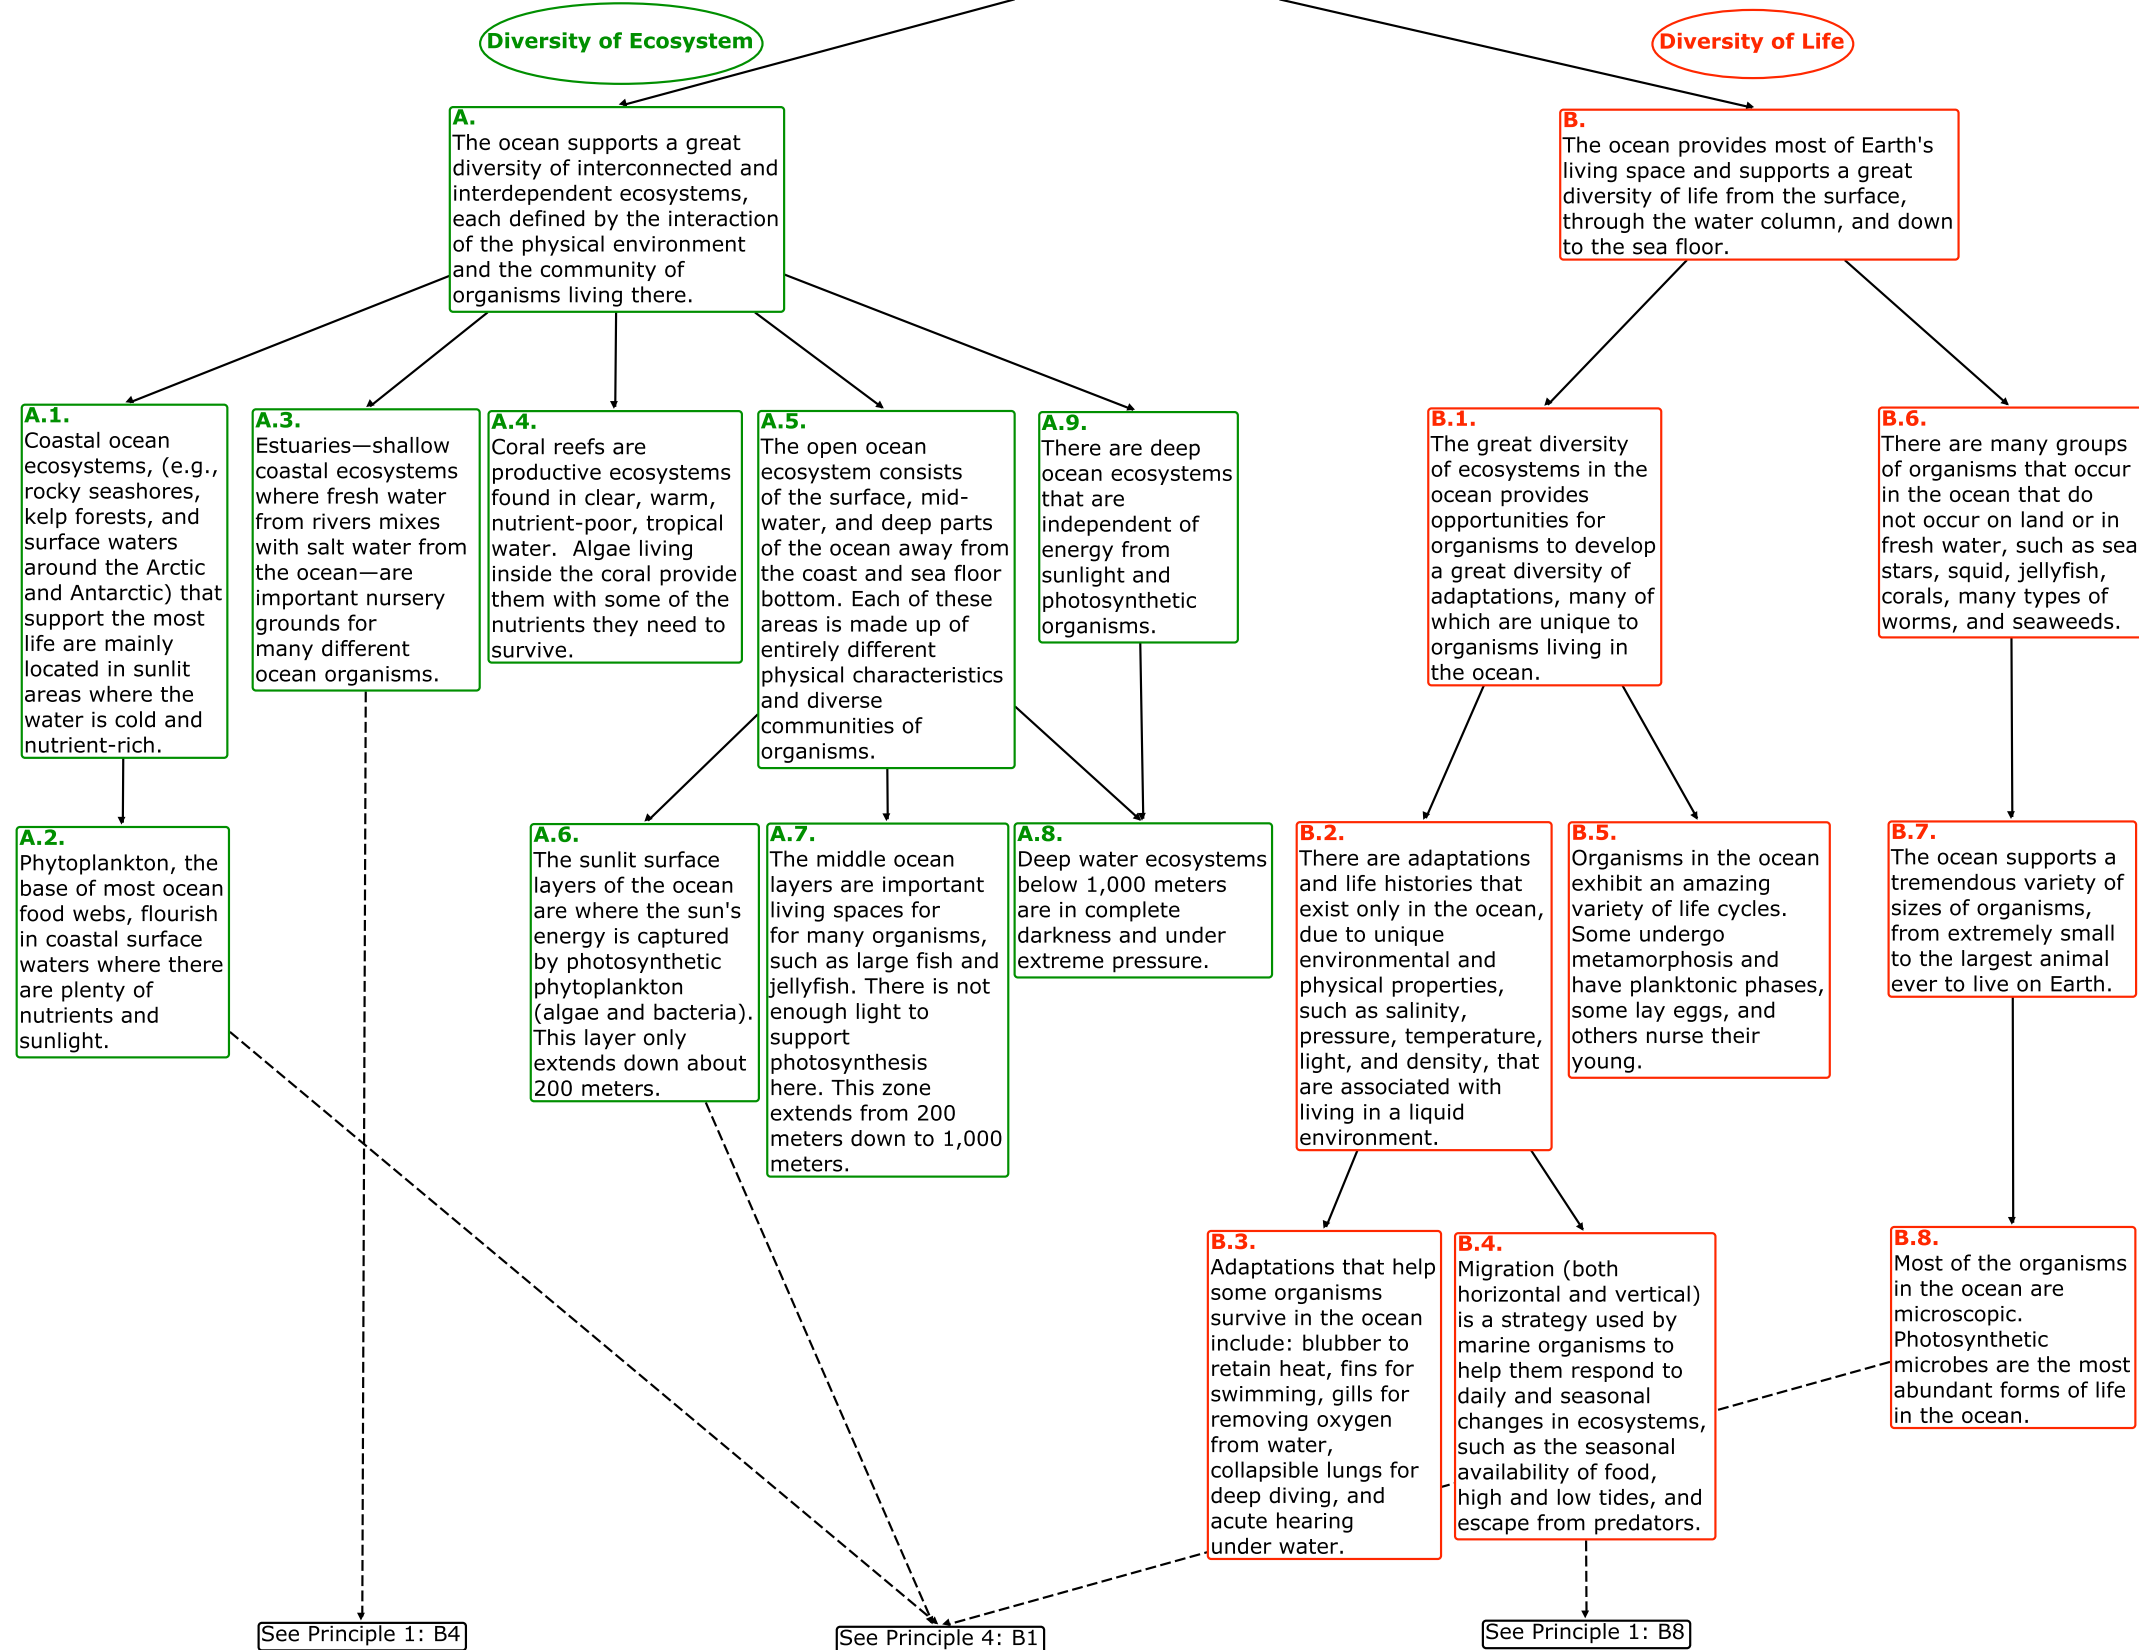 Diversity of Ecosystem
Diversity of Life
A.
The ocean supports a great
diversity of interconnected and
interdependent ecosystems,
each defined by the interaction
of the physical environment
and the community of
organisms living there.
B.
The ocean provides most of Earth's
living space and supports a great
diversity of life from the surface,
through the water column, and down
to the sea floor.
A.1.
Coastal ocean
ecosystems, (e.g.,
rocky seashores,
kelp forests, and
surface waters
around the Arctic
and Antarctic) that
support the most
life are mainly
located in sunlit
areas where the
water is cold and
nutrient-rich.
A.3.
Estuaries—shallow
coastal ecosystems
where fresh water
from rivers mixes
with salt water from
the ocean—are
important nursery
grounds for
many different
ocean organisms.
A.4.
Coral reefs are
productive ecosystems
found in clear, warm,
nutrient-poor, tropical
water.  Algae living
inside the coral provide
them with some of the
nutrients they need to
survive.
A.5.
The open ocean
ecosystem consists
of the surface, mid-
water, and deep parts
of the ocean away from
the coast and sea floor
bottom. Each of these
areas is made up of
entirely different
physical characteristics
and diverse
communities of
organisms.
A.9.
There are deep
ocean ecosystems
that are
independent of
energy from
sunlight and
photosynthetic
organisms.
B.1.
The great diversity
of ecosystems in the
ocean provides
opportunities for
organisms to develop
a great diversity of
adaptations, many of
which are unique to
organisms living in
the ocean.
B.6.
There are many groups
of organisms that occur
in the ocean that do
not occur on land or in
fresh water, such as sea
stars, squid, jellyfish,
corals, many types of
worms, and seaweeds.
A.2.
Phytoplankton, the
base of most ocean
food webs, flourish
in coastal surface
waters where there
are plenty of
nutrients and
sunlight.
A.6.
The sunlit surface
layers of the ocean
are where the sun's
energy is captured
by photosynthetic
phytoplankton
(algae and bacteria).
This layer only
extends down about
200 meters.
A.7.
The middle ocean
layers are important
living spaces for
for many organisms,
such as large fish and
jellyfish. There is not
enough light to
support
photosynthesis
here. This zone
extends from 200
meters down to 1,000
meters.
A.8.
Deep water ecosystems
below 1,000 meters
are in complete
darkness and under
extreme pressure.
B.2.
There are adaptations
and life histories that
exist only in the ocean,
due to unique
environmental and
physical properties,
such as salinity,
pressure, temperature,
light, and density, that
are associated with
living in a liquid
environment.
B.5.
Organisms in the ocean
exhibit an amazing
variety of life cycles.
Some undergo
metamorphosis and
have planktonic phases,
some lay eggs, and
others nurse their
young.
B.7.
The ocean supports a
tremendous variety of
sizes of organisms,
from extremely small
to the largest animal
ever to live on Earth.
B.3.
Adaptations that help
some organisms
survive in the ocean
include: blubber to
retain heat, fins for
swimming, gills for
removing oxygen
from water,
collapsible lungs for
deep diving, and
acute hearing
under water.
B.4.
Migration (both
horizontal and vertical)
is a strategy used by
marine organisms to
help them respond to
daily and seasonal
changes in ecosystems,
such as the seasonal
availability of food,
high and low tides, and
escape from predators.
B.8.
Most of the organisms
in the ocean are
microscopic.
Photosynthetic
microbes are the most
abundant forms of life
in the ocean.
See Principle 1: B4
See Principle 4: B1
See Principle 1: B8